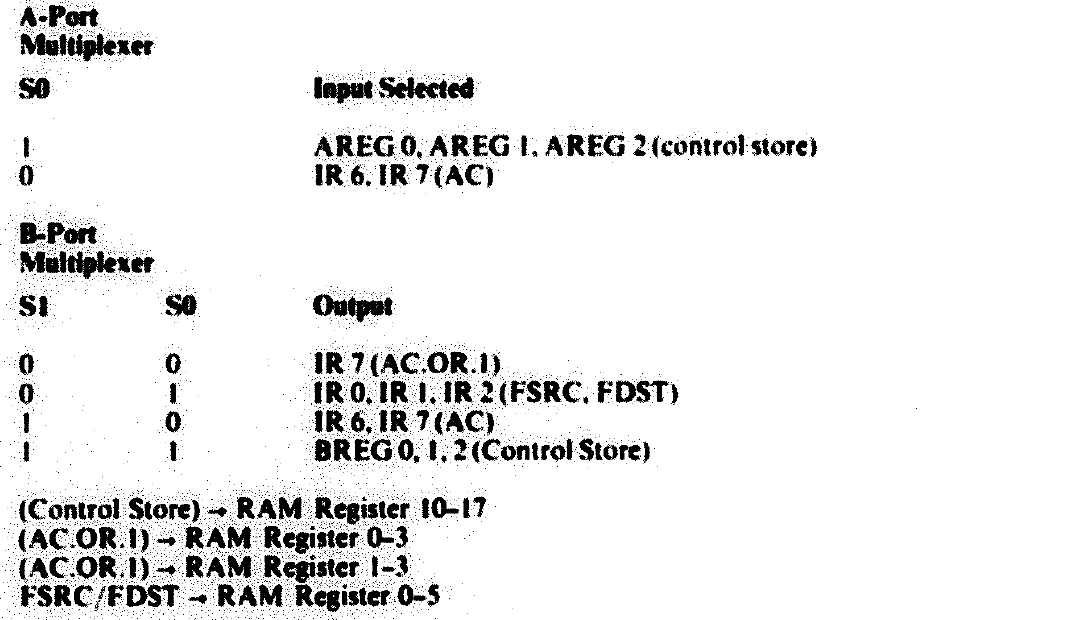 A-Port
Multiplexer
S0 Input Selected
1 AREG 0, AREG 1, AREG 2 (control store)
0 IR 6, IR 7 (AC)
B-Port
Multiplexer
S1 S0 Output
0 0 IR 7 (AC.OR.1)
0 1 IR 0, IR 1, IR 2 (FSRC, FDST)
1 0 IR 6, IR 7 (AC)
1 1 BREG 0, 1, 2 (Control Store)
(Control Store) → RAM Register 10–17
(AC.OR.1) → RAM Register 0–3
(AC.OR.1) → RAM Register 1–3
FSRC/FDST → RAM Register 0–5